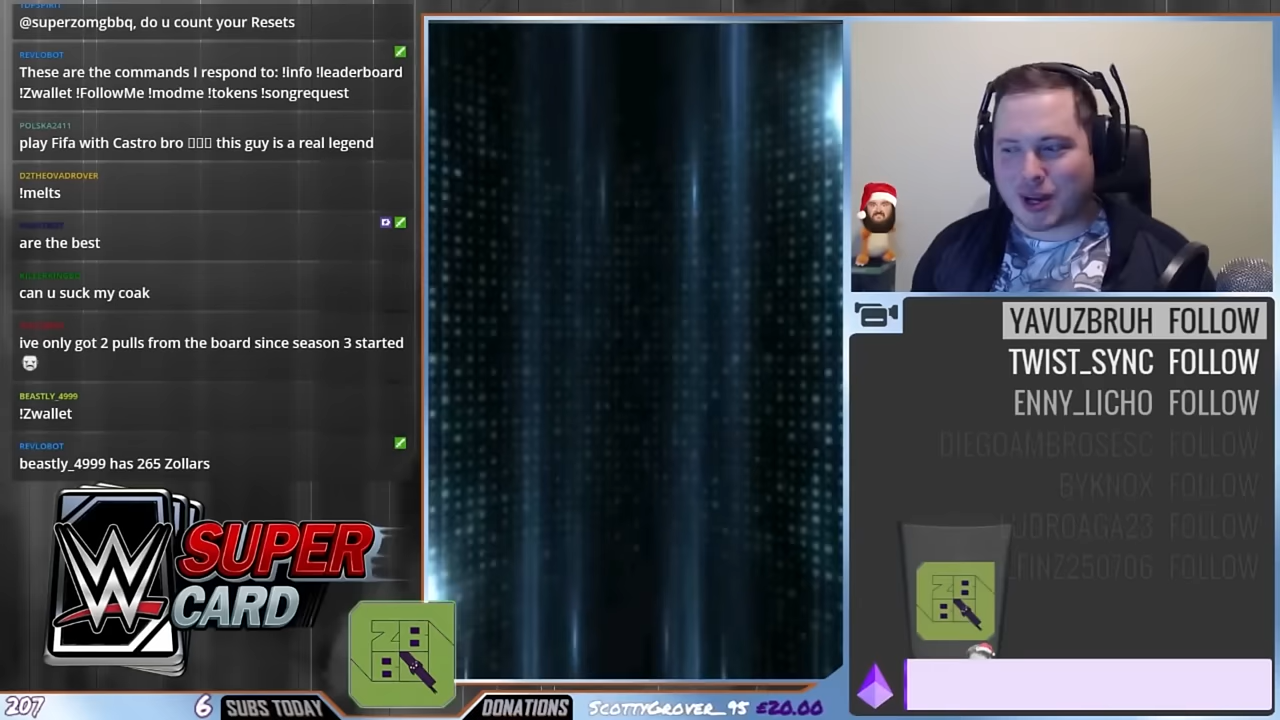 @superzomgbbq, do u count your Resets
REVLOBOT
These are the commands I respond to: !info !leaderboard
!Zwallet !FollowMe !modme !tokens !songrequest
POLSKA2411
play Fifa with Castro bro this guy is a real legend
D2THEOVADROVER
!melts
are the best
can u suck my coak
ive only got 2 pulls from the board since season 3 started
BEASTLY_4999
!Zwallet
REVLOBOT
beastly_4999 has 265 Zollars
W
SUPER
CARD
YAVUZBRUH FOLLOW
TWIST_SYNC FOLLOW
ENNY_LICHO FOLLOW
DIEGOAMBROSESC FOLLOW
BYKNOX FOLLOW
FOLLOW
FOLLOW
207
6 SUBS TODAY
DONATIONS
SCOTTYGROVER_95 £20.00